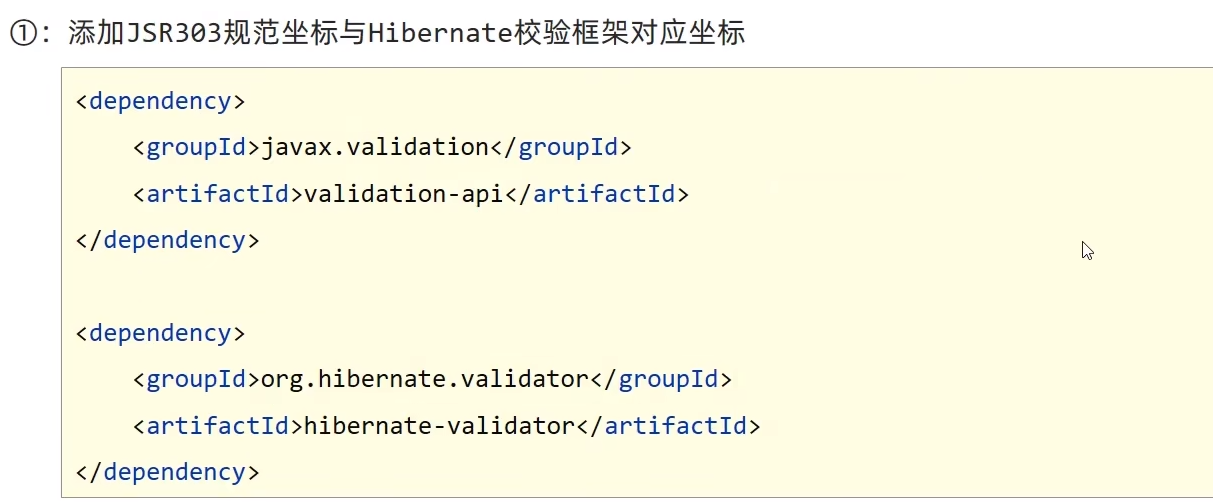 ①：添加JSR303规范坐标与Hibernate校验框架对应坐标
<dependency>
    <groupId>javax.validation</groupId>
    <artifactId>validation-api</artifactId>
</dependency>
<dependency>
    <groupId>org.hibernate.validator</groupId>
    <artifactId>hibernate-validator</artifactId>
</dependency>